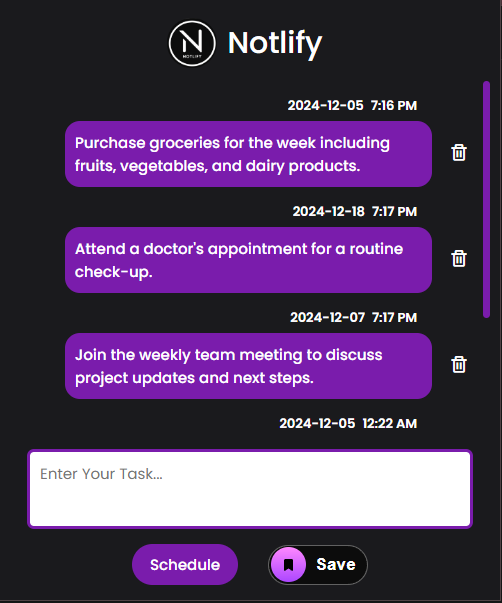 NOTLIFY
Notlify
2024-12-05 7:16 PM
Purchase groceries for the week including
fruits, vegetables, and dairy products.
2024-12-18 7:17 PM
Attend a doctor's appointment for a routine
check-up.
2024-12-07 7:17 PM
Join the weekly team meeting to discuss
project updates and next steps.
2024-12-05 12:22 AM
Enter Your Task...
Schedule
Save